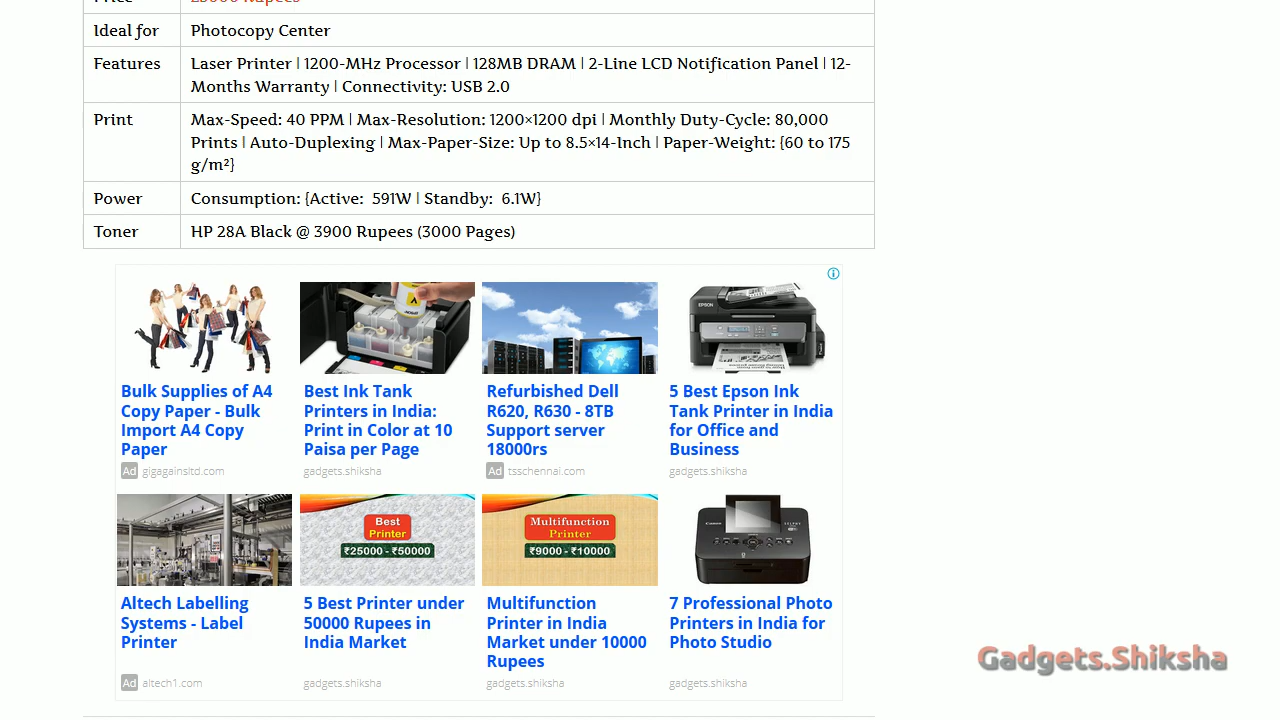 Price 25000 Rupees
Ideal for Photocopy Center
Features Laser Printer | 1200-MHz Processor | 128MB DRAM | 2-Line LCD Notification Panel | 12-
Months Warranty | Connectivity: USB 2.0
Print Max-Speed: 40 PPM | Max-Resolution: 1200×1200 dpi | Monthly Duty-Cycle: 80,000
Prints | Auto-Duplexing | Max-Paper-Size: Up to 8.5×14-Inch | Paper-Weight: {60 to 175
g/m²}
Power Consumption: {Active: 591W | Standby: 6.1W}
Toner HP 28A Black @ 3900 Rupees (3000 Pages)
EPSON
Bulk Supplies of A4
Copy Paper - Bulk
Import A4 Copy
Paper
Ad gigagainsltd.com
Best Ink Tank
Printers in India:
Print in Color at 10
Paisa per Page
gadgets.shiksha
Refurbished Dell
R620, R630 - 8TB
Support server
18000rs
Ad tsschennai.com
5 Best Epson Ink
Tank Printer in India
for Office and
Business
gadgets.shiksha
Best
Printer
₹25000 - ₹50000
Multifunction
Printer
₹9000 - ₹10000
Canon SELPHY
Altech Labelling
Systems - Label
Printer
Ad altech1.com
5 Best Printer under
50000 Rupees in
India Market
gadgets.shiksha
Multifunction
Printer in India
Market under 10000
Rupees
gadgets.shiksha
7 Professional Photo
Printers in India for
Photo Studio
gadgets.shiksha
Gadgets.Shiksha